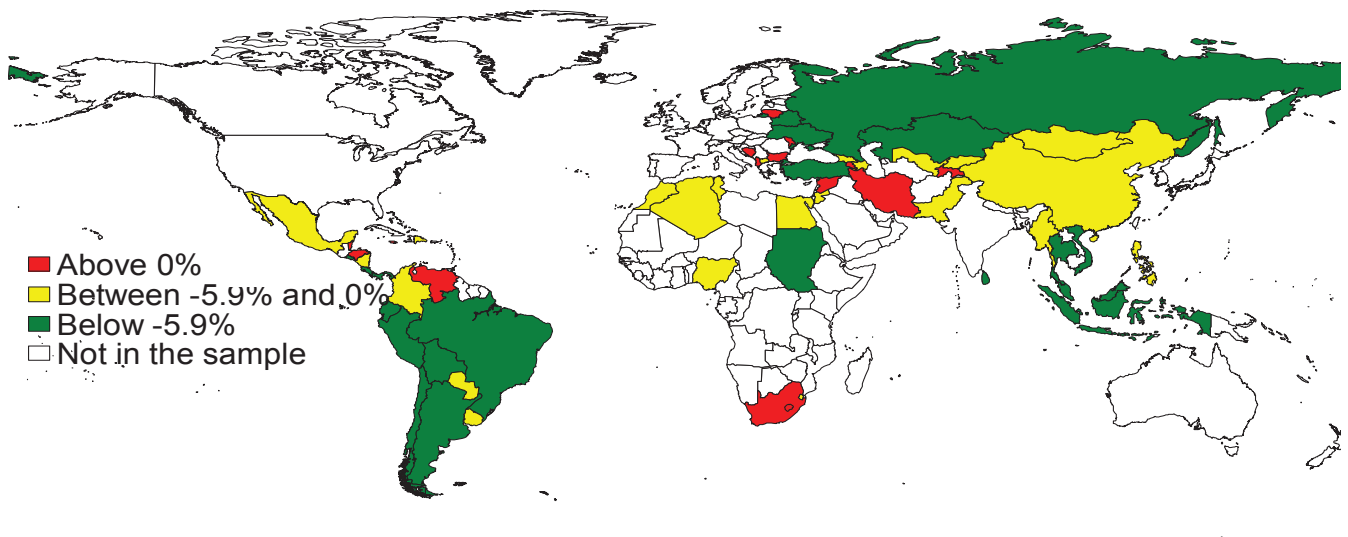 Above 0%
Between -5.9% and 0%
Below -5.9%
Not in the sample